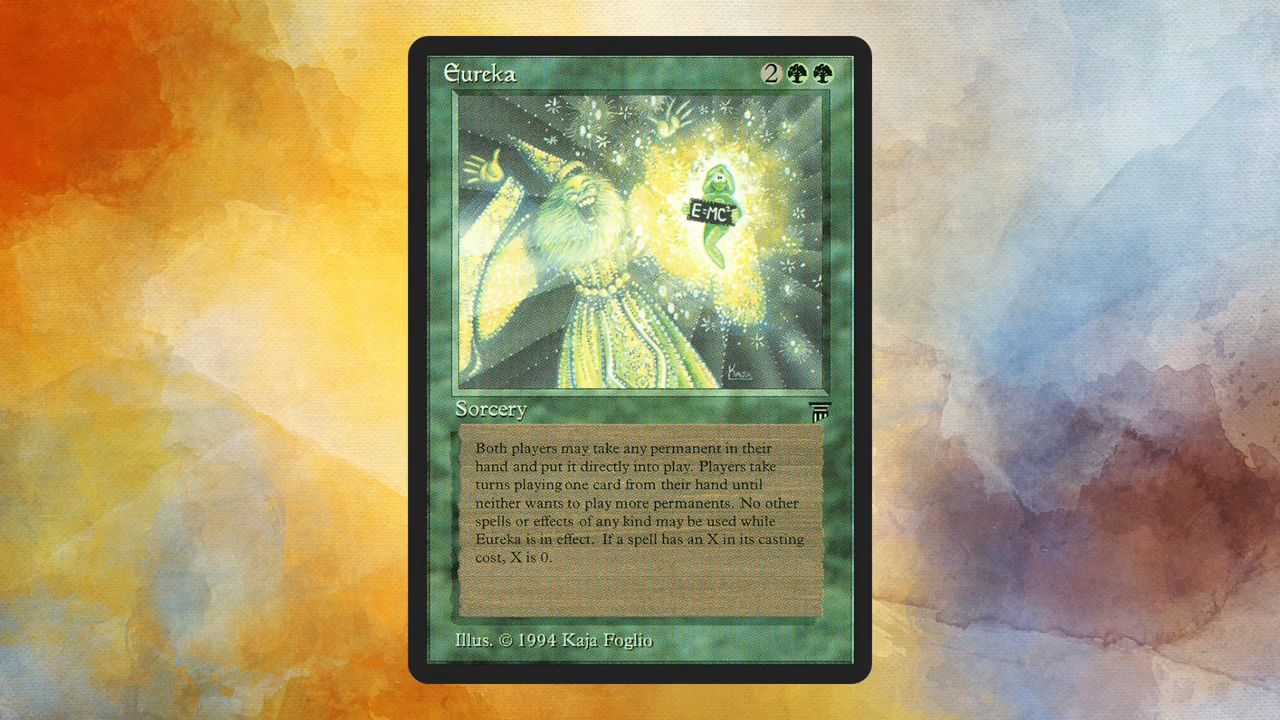 Eureka 2
E=MC²
Kaja
Sorcery
Both players may take any permanent in their
hand and put it directly into play. Players take
turns playing one card from their hand until
neither wants to play more permanents. No other
spells or effects of any kind may be used while
Eureka is in effect. If a spell has an X in its casting
cost, X is 0.
Illus. © 1994 Kaja Foglio